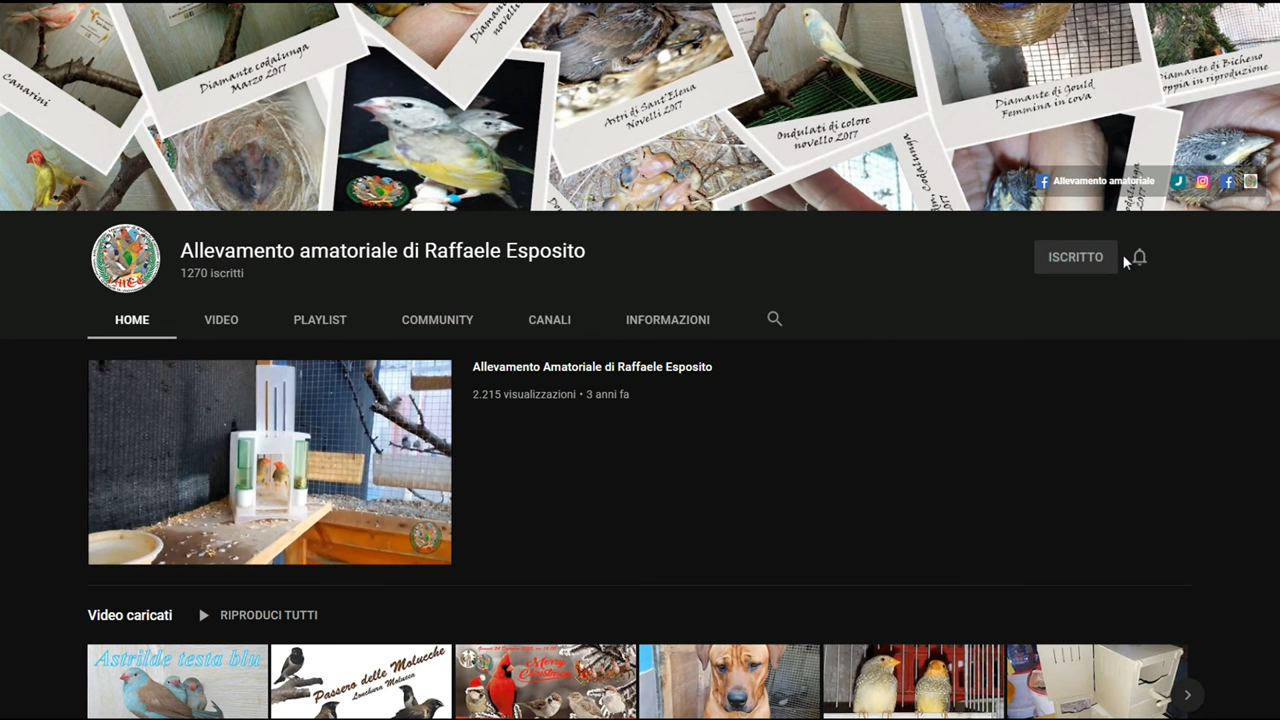 Canarini
Diamante codalunga
Marzo 2017
novelli
Astri di Sant'Elena
Novelli 2017
Ondulati di colore
novello 2017
Diamante di Gould
Femmina in cova
Diamante di Bicheno
oppia in riproduzione
Allevamento amatoriale
Allevamento amatoriale di Raffaele Esposito
1270 iscritti
ISCRITTO
HOME
VIDEO
PLAYLIST
COMMUNITY
CANALI
INFORMAZIONI
Allevamento Amatoriale di Raffaele Esposito
2.215 visualizzazioni • 3 anni fa
Video caricati
RIPRODUCI TUTTI
Astrilde testa blu
Passero delle Molucche
Lonchura Molucca
Merry
Christmas